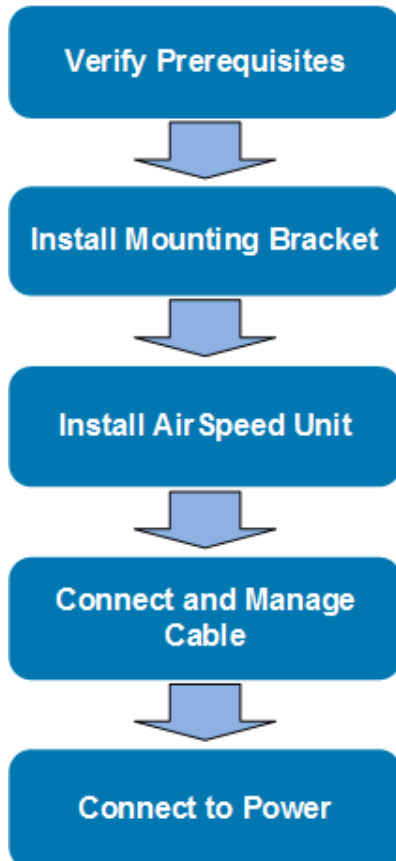 Verify Prerequisites
Install Mounting Bracket
Install AirSpeed Unit
Connect and Manage
Cable
Connect to Power